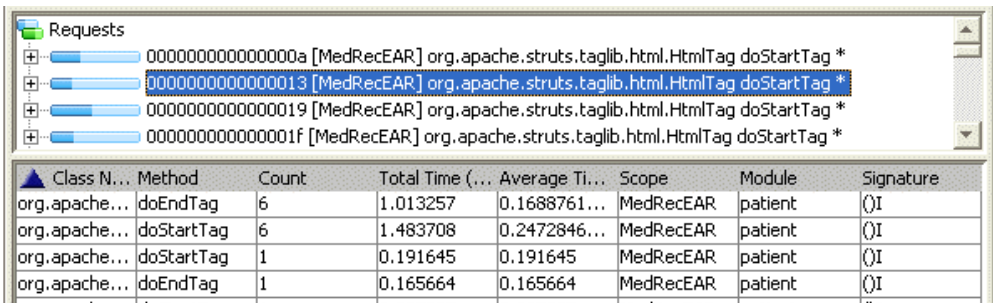 Requests
000000000000000a [MedRecEAR] org.apache.struts.taglib.html.HtmlTag doStartTag *
0000000000000013 [MedRecEAR] org.apache.struts.taglib.html.HtmlTag doStartTag *
0000000000000019 [MedRecEAR] org.apache.struts.taglib.html.HtmlTag doStartTag *
000000000000001f [MedRecEAR] org.apache.struts.taglib.html.HtmlTag doStartTag *
Class N... Method Count Total Time (... Average Ti... Scope Module Signature
org.apache... doEndTag 6 1.013257 0.1688761... MedRecEAR patient ()I
org.apache... doStartTag 6 1.483708 0.2472846... MedRecEAR patient ()I
org.apache... doStartTag 1 0.191645 0.191645 MedRecEAR patient ()I
org.apache... doEndTag 1 0.165664 0.165664 MedRecEAR patient ()I